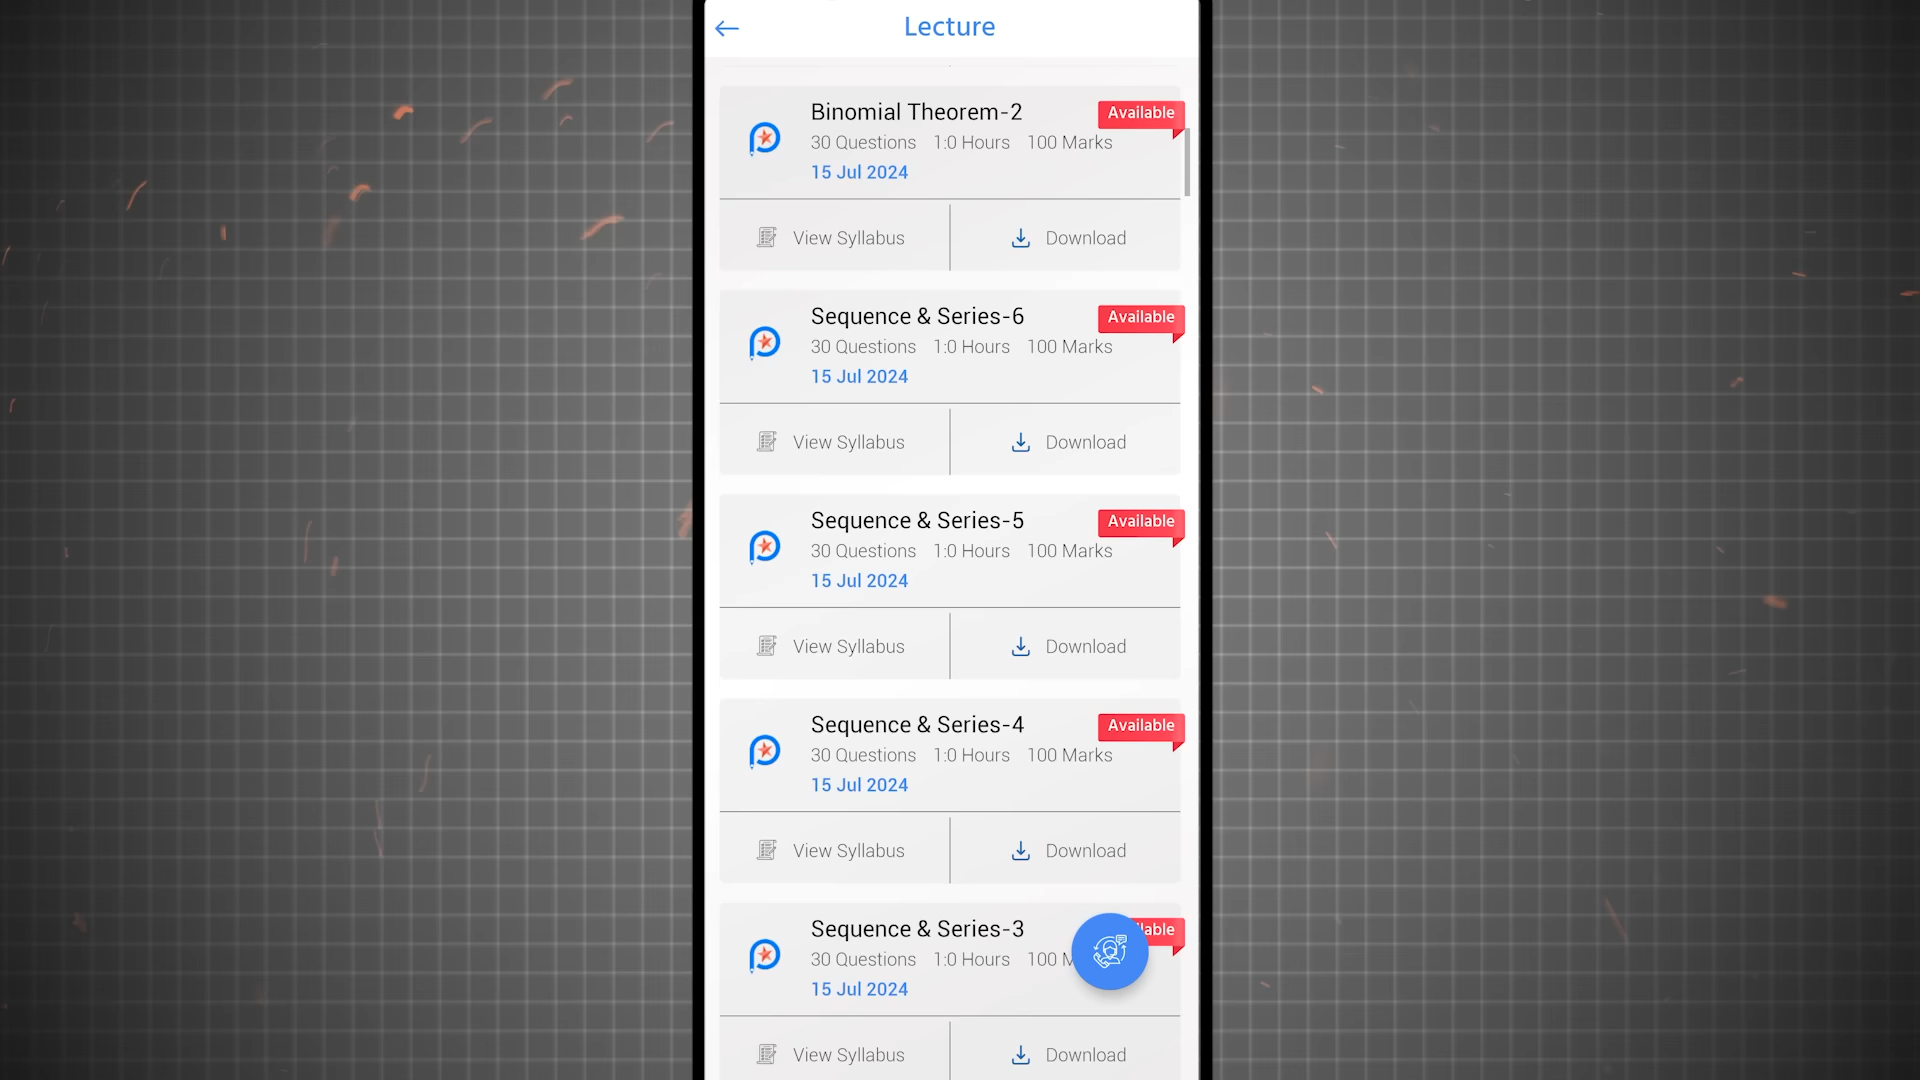 Lecture
Binomial Theorem-2
Available
30 Questions 1:0 Hours 100 Marks
15 Jul 2024
View Syllabus
Download
Sequence & Series-6
Available
30 Questions 1:0 Hours 100 Marks
15 Jul 2024
View Syllabus
Download
Sequence & Series-5
Available
30 Questions 1:0 Hours 100 Marks
15 Jul 2024
View Syllabus
Download
Sequence & Series-4
Available
30 Questions 1:0 Hours 100 Marks
15 Jul 2024
View Syllabus
Download
Sequence & Series-3
30 Questions 1:0 Hours 100
15 Jul 2024
View Syllabus
Download